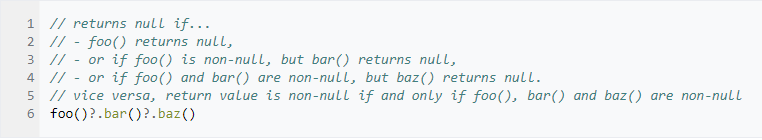 1 // returns null if...
2 // - foo() returns null,
3 // - or if foo() is non-null, but bar() returns null,
4 // - or if foo() and bar() are non-null, but baz() returns null.
5 // vice versa, return value is non-null if and only if foo(), bar() and baz() are non-null
6 foo()?.bar()?.baz()